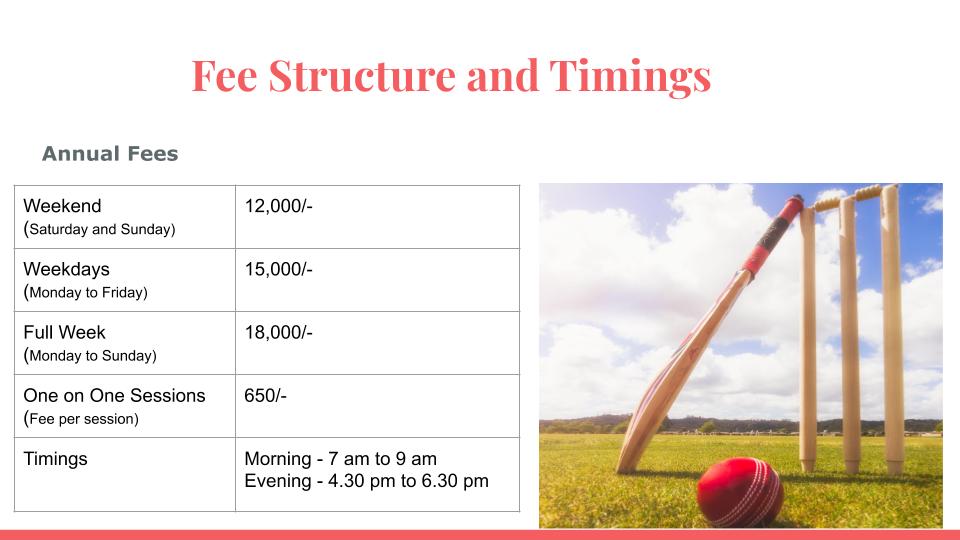 Fee Structure and Timings
Annual Fees
Weekend
(Saturday and Sunday)
12,000/-
Weekdays
(Monday to Friday)
15,000/-
Full Week
(Monday to Sunday)
18,000/-
One on One Sessions
(Fee per session)
650/-
Timings
Morning - 7 am to 9 am
Evening - 4.30 pm to 6.30 pm